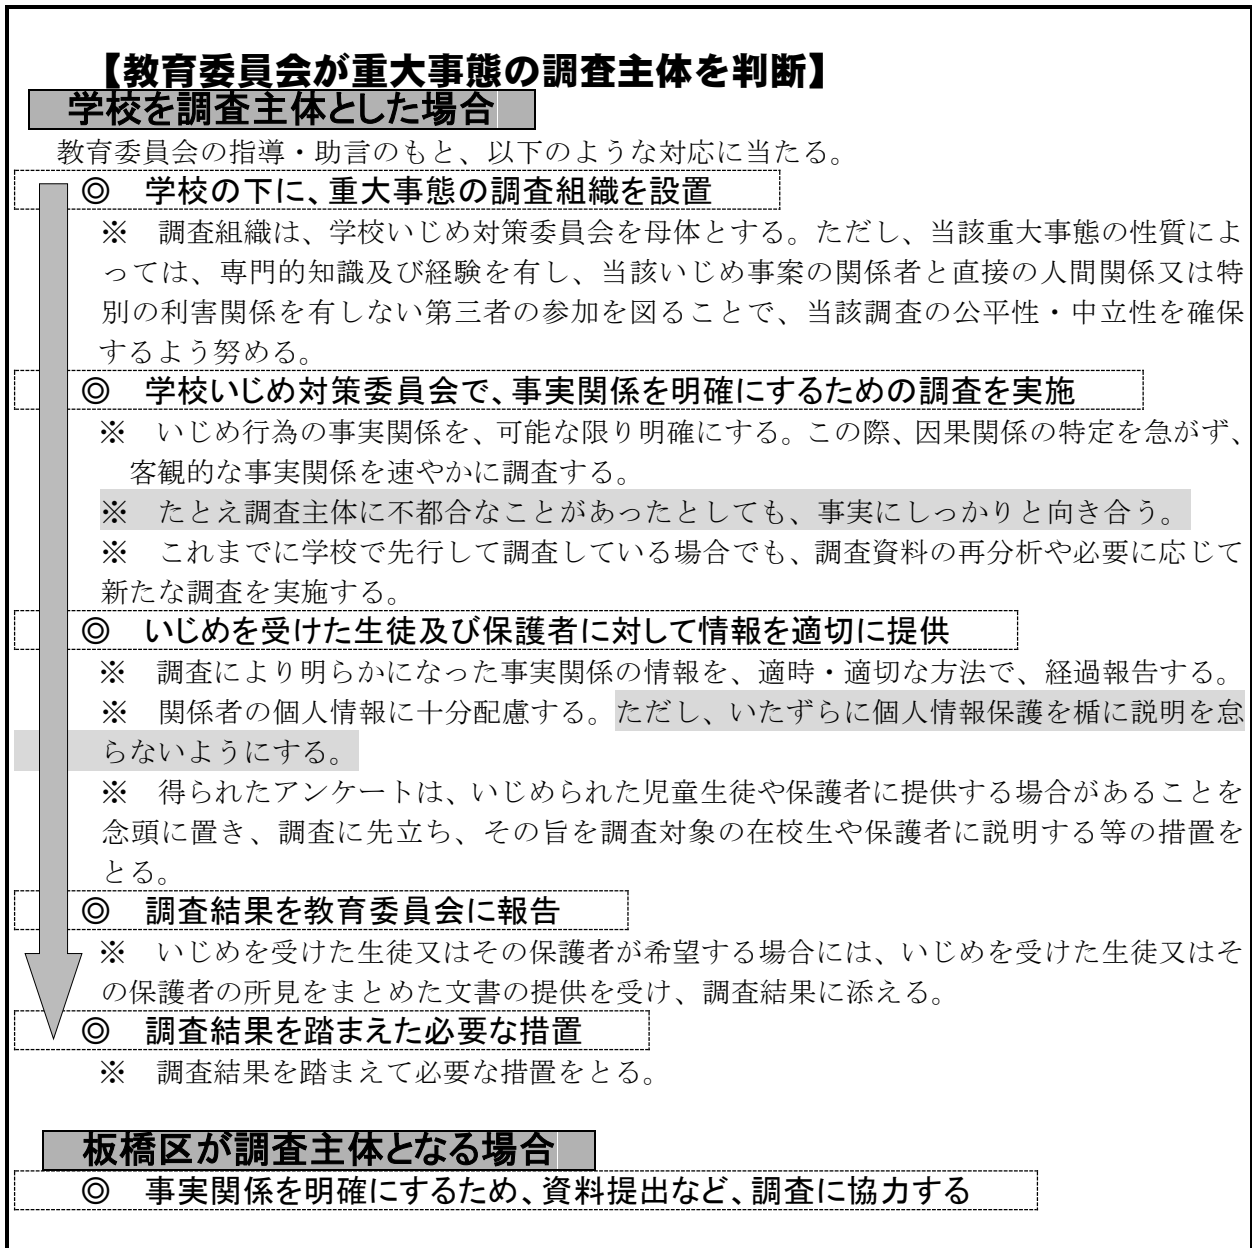 【教育委員会が重大事態の調査主体を判断】
学校を調査主体とした場合
教育委員会の指導・助言のもと、以下のような対応に当たる。
◎　学校の下に、重大事態の調査組織を設置
※　調査組織は、学校いじめ対策委員会を母体とする。ただし、当該重大事態の性質によ
っては、専門的知識及び経験を有し、当該いじめ事案の関係者と直接の人間関係又は特
別の利害関係を有しない第三者の参加を図ることで、当該調査の公平性・中立性を確保
するよう努める。
◎　学校いじめ対策委員会で、事実関係を明確にするための調査を実施
※　いじめ行為の事実関係を、可能な限り明確にする。この際、因果関係の特定を急がず、
客観的な事実関係を速やかに調査する。
※　たとえ調査主体に不都合なことがあったとしても、事実にしっかりと向き合う。
※　これまでに学校で先行して調査している場合でも、調査資料の再分析や必要に応じて
新たな調査を実施する。
◎　いじめを受けた生徒及び保護者に対して情報を適切に提供
※　調査により明らかになった事実関係の情報を、適時・適切な方法で、経過報告する。
※　関係者の個人情報に十分配慮する。ただし、いたずらに個人情報保護を楯に説明を怠
らないようにする。
※　得られたアンケートは、いじめられた児童生徒や保護者に提供する場合があることを
念頭に置き、調査に先立ち、その旨を調査対象の在校生や保護者に説明する等の措置を
とる。
◎　調査結果を教育委員会に報告
※　いじめを受けた生徒又はその保護者が希望する場合には、いじめを受けた生徒又はそ
の保護者の所見をまとめた文書の提供を受け、調査結果に添える。
◎　調査結果を踏まえた必要な措置
※　調査結果を踏まえて必要な措置をとる。
板橋区が調査主体となる場合
◎　事実関係を明確にするため、資料提出など、調査に協力する